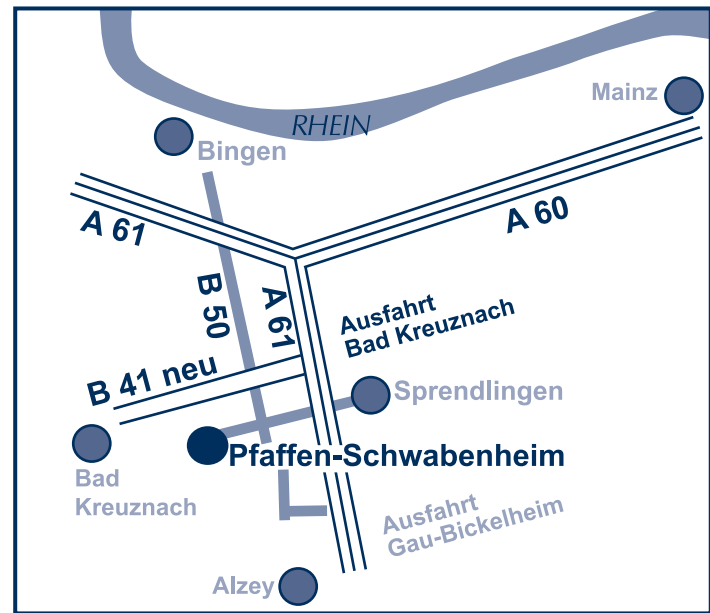 Mainz
RHEIN
Bingen
A 61
A 60
B 50
A 61
Ausfahrt
Bad Kreuznach
B 41 neu
Sprendlingen
Pfaffen-Schwabenheim
Bad
Kreuznach
Ausfahrt
Gau-Bickelheim
Alzey